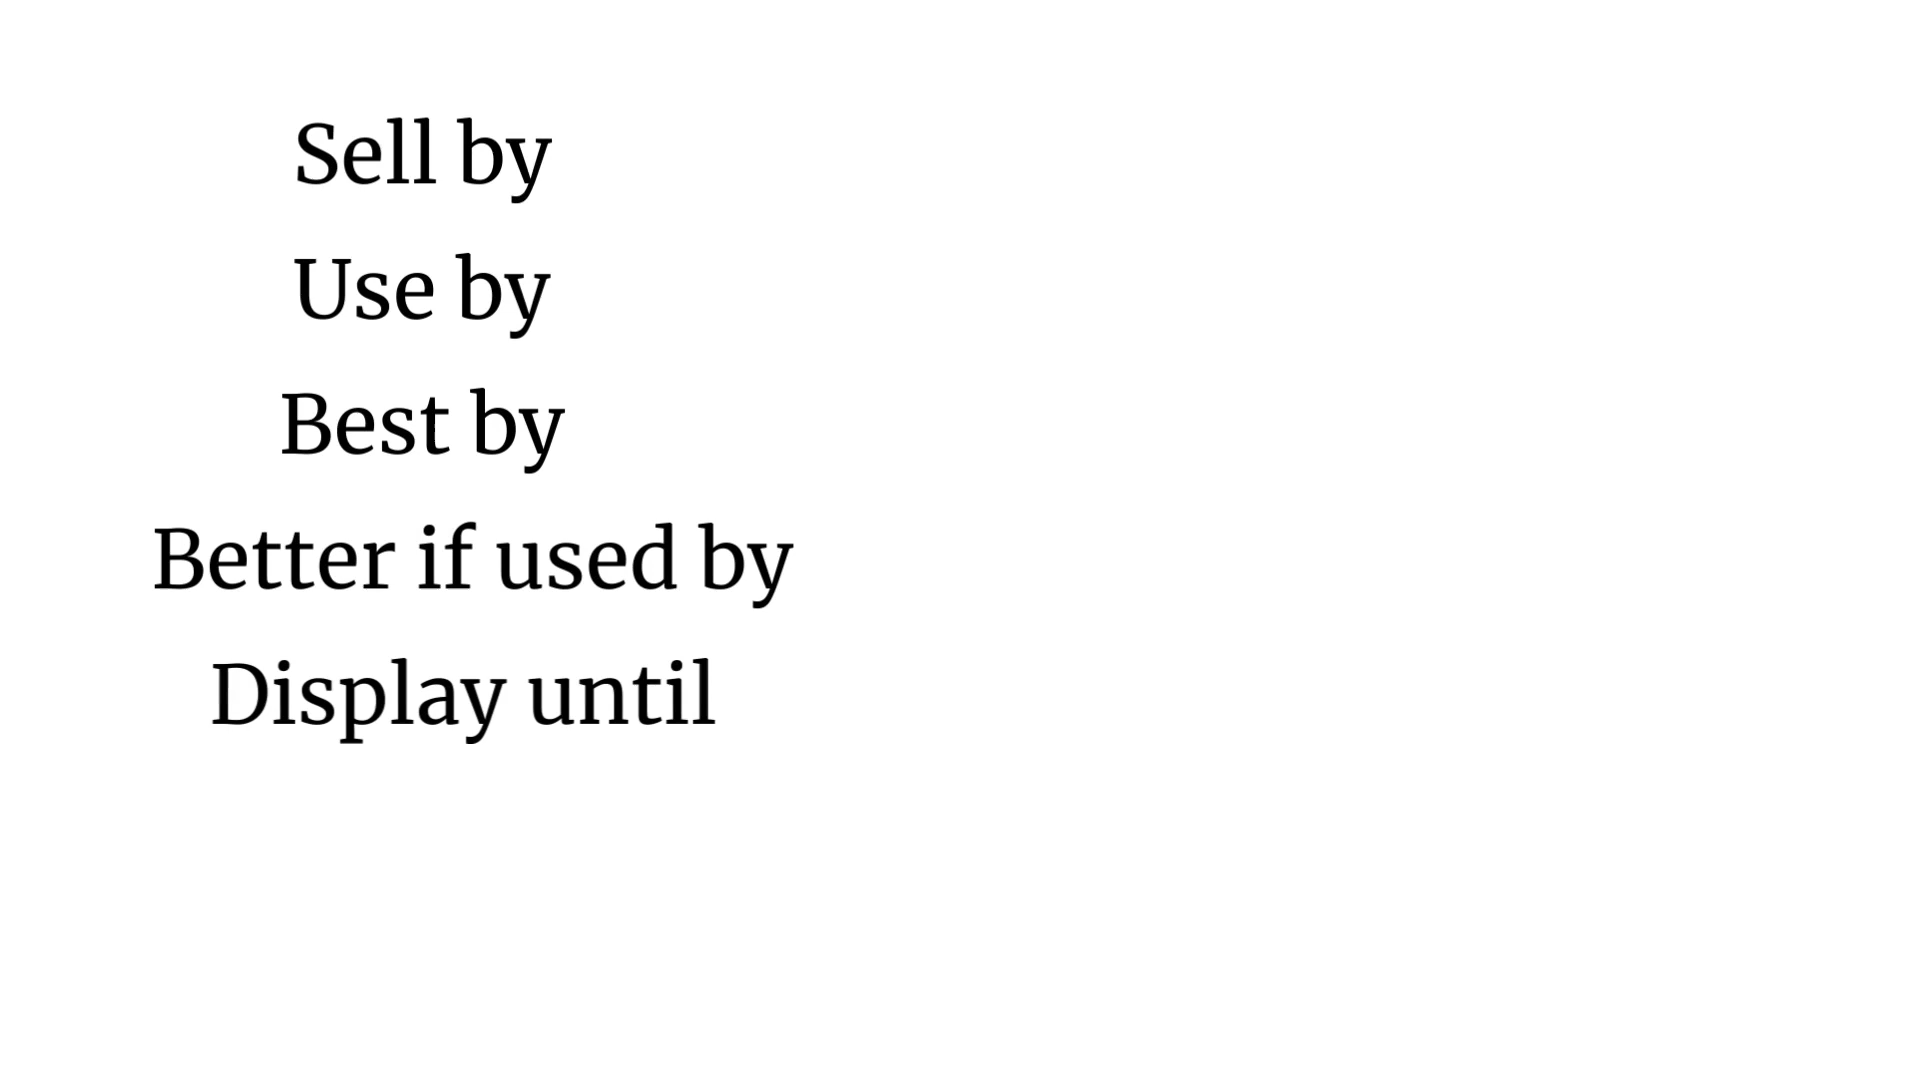 Sell by
Use by
Best by
Better if used by
Display until